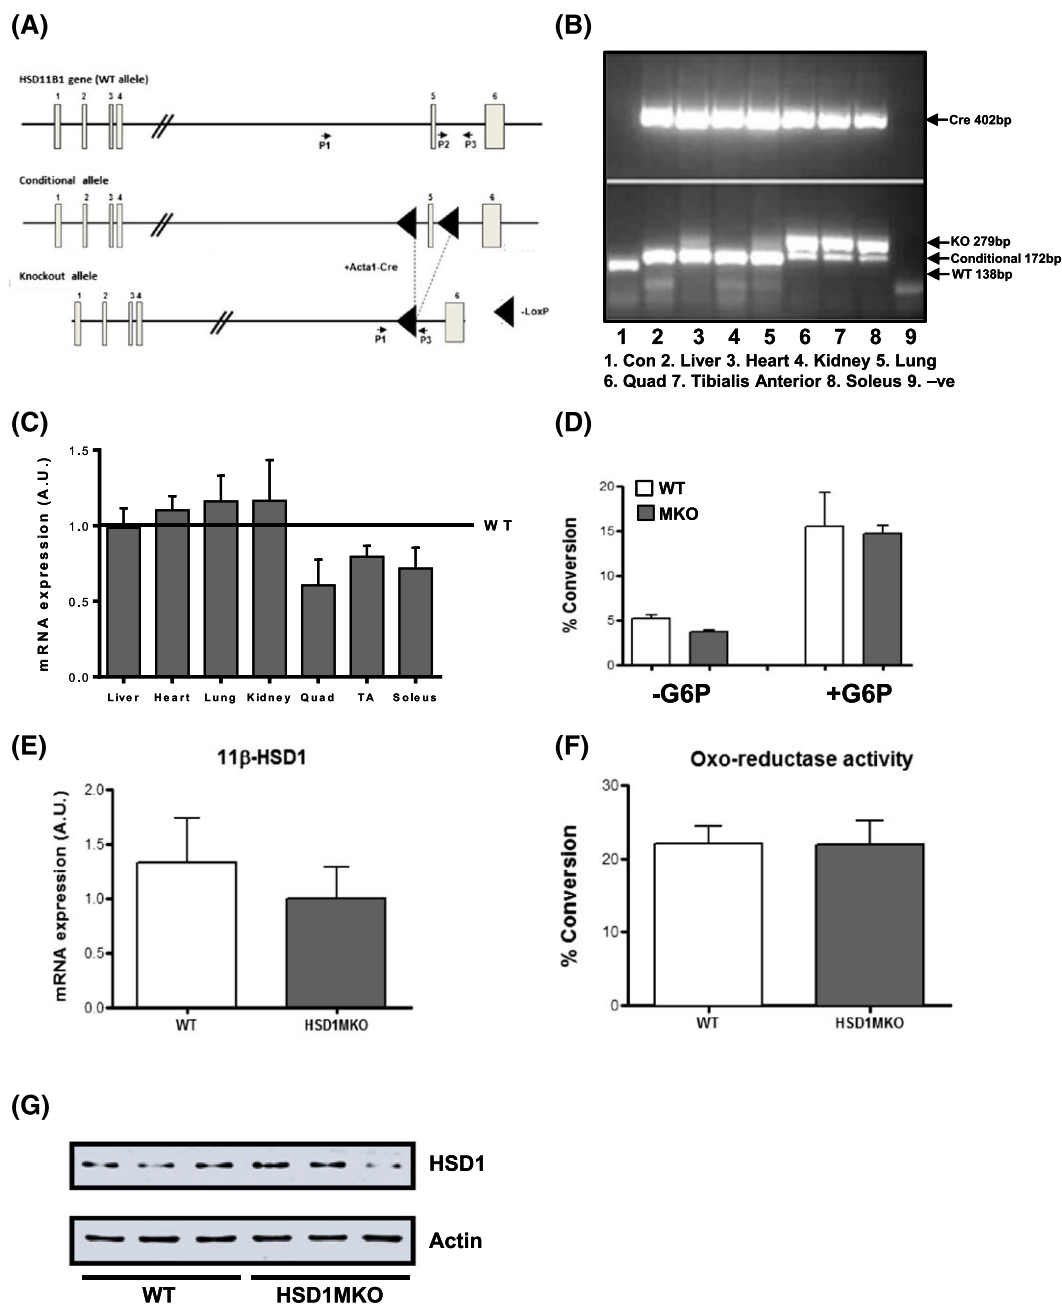 (A)
HSD11B1 gene (WT allele)
1 2 3 4 5 6
P1 P2 P3
Conditional allele
1 2 3 4 5 6
+Acta1-Cre
Knockout allele
1 2 3 4 6
P1 P3
-LoxP
(B)
Cre 402bp
KO 279bp
Conditional 172bp
WT 138bp
1 2 3 4 5 6 7 8 9
1. Con 2. Liver 3. Heart 4. Kidney 5. Lung
6. Quad 7. Tibialis Anterior 8. Soleus 9. –ve
(C)
mRNA expression (A.U.)
1.5
1.0
0.5
0.0
WT
Liver Heart Lung Kidney Quad TA Soleus
(D)
% Conversion
20
15
10
5
0
WT
MKO
-G6P +G6P
(E)
11β-HSD1
mRNA expression (A.U.)
2.0
1.5
1.0
0.5
0.0
WT HSD1MKO
(F)
Oxo-reductase activity
% Conversion
30
20
10
0
WT HSD1MKO
(G)
HSD1
Actin
WT HSD1MKO